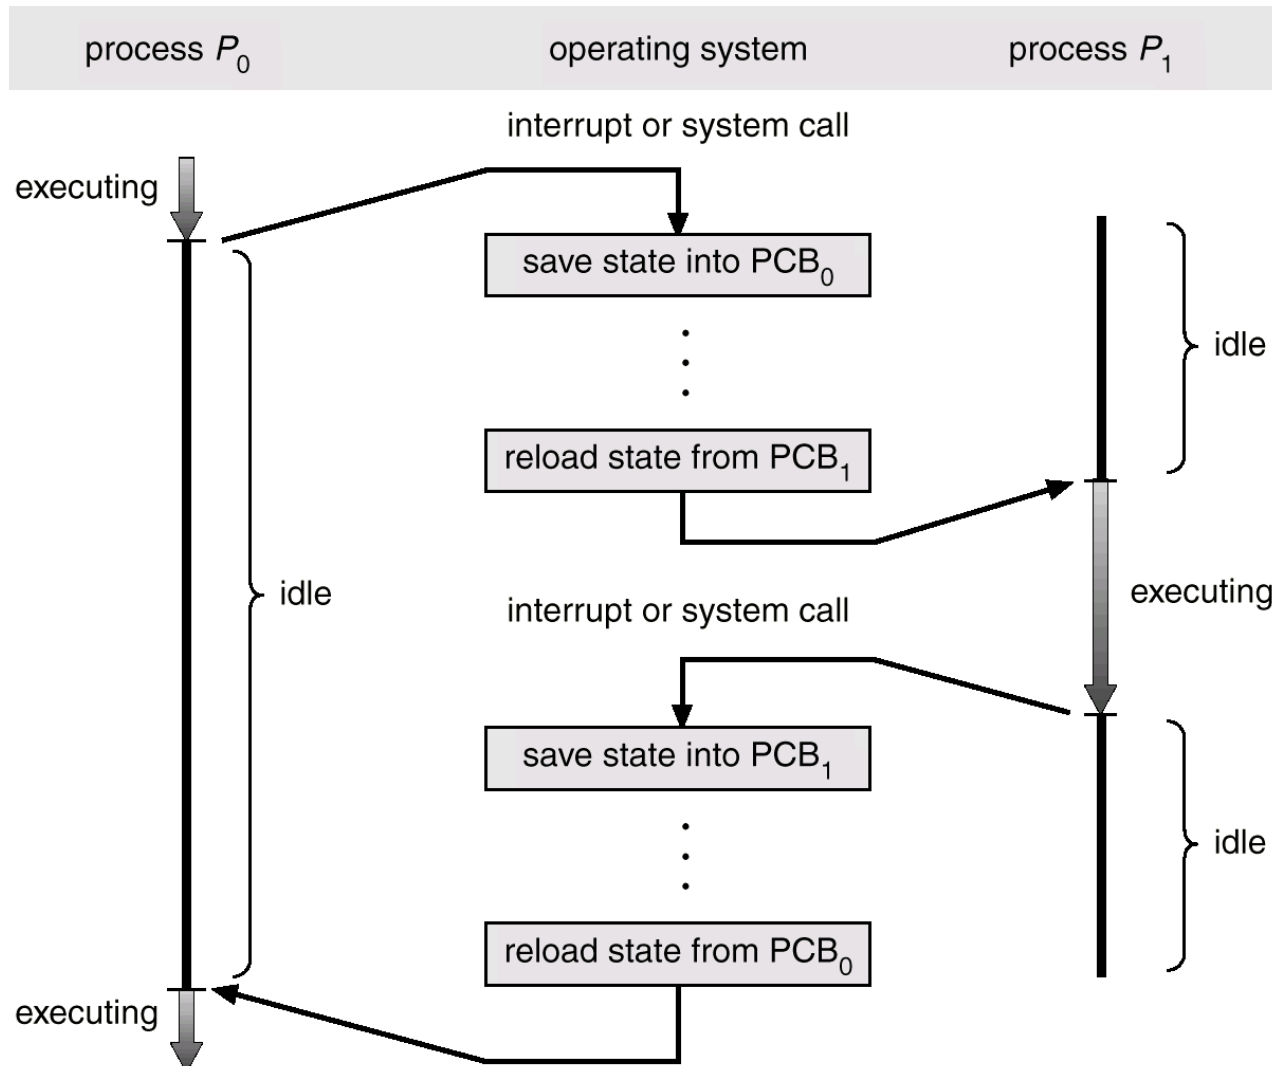 process P0
operating system
process P1
interrupt or system call
executing
save state into PCB0
idle
reload state from PCB1
idle
executing
interrupt or system call
save state into PCB1
idle
reload state from PCB0
executing